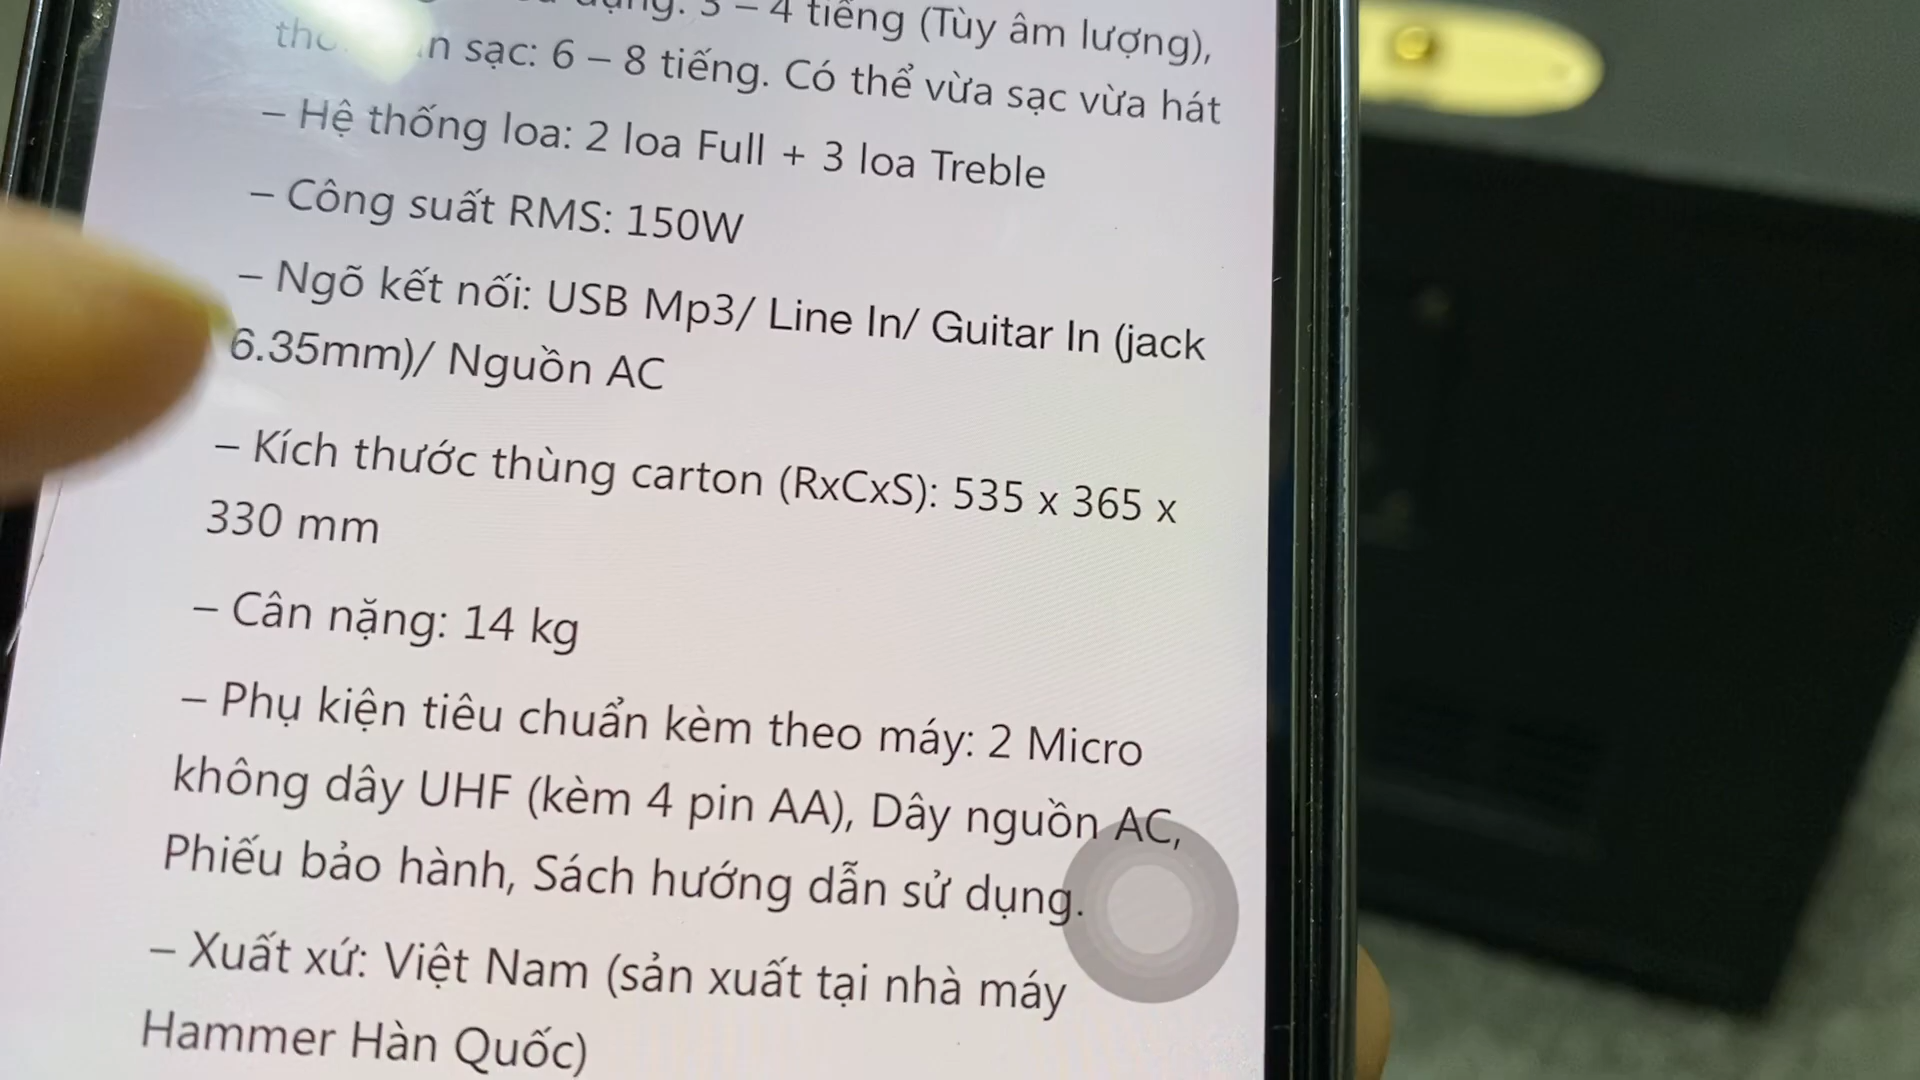 3 – 4 tiếng (Tùy âm lượng),
sạc: 6 – 8 tiếng. Có thể vừa sạc vừa hát
– Hệ thống loa: 2 loa Full + 3 loa Treble
– Công suất RMS: 150W
– Ngõ kết nối: USB Mp3/ Line In/ Guitar In (jack
6.35mm)/ Nguồn AC
– Kích thước thùng carton (RxCxS): 535 x 365 x
330 mm
– Cân nặng: 14 kg
– Phụ kiện tiêu chuẩn kèm theo máy: 2 Micro
không dây UHF (kèm 4 pin AA), Dây nguồn AC,
Phiếu bảo hành, Sách hướng dẫn sử dụng.
– Xuất xứ: Việt Nam (sản xuất tại nhà máy
Hammer Hàn Quốc)